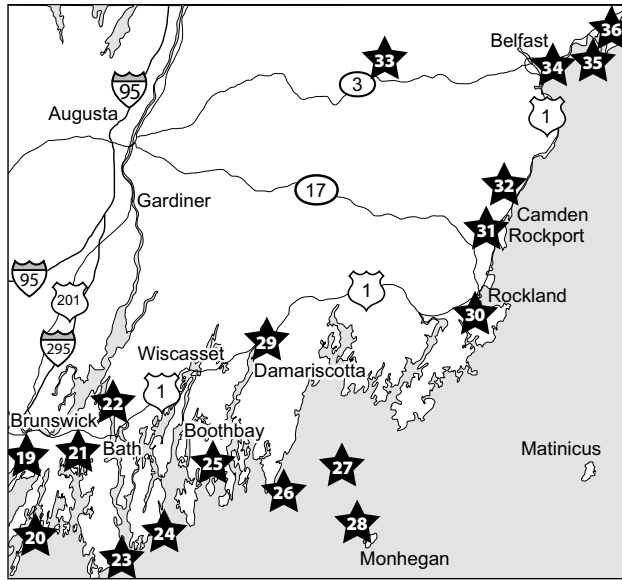 36
Belfast
33
34
35
3
95
1
Augusta
32
Gardiner
17
Camden
31
Rockport
95
201
1
Rockland
30
295
29
Wiscasset
Damariscotta
22
1
Brunswick
Boothbay
19
21
Bath
25
27
Matinicus
26
28
20
24
23
Monhegan